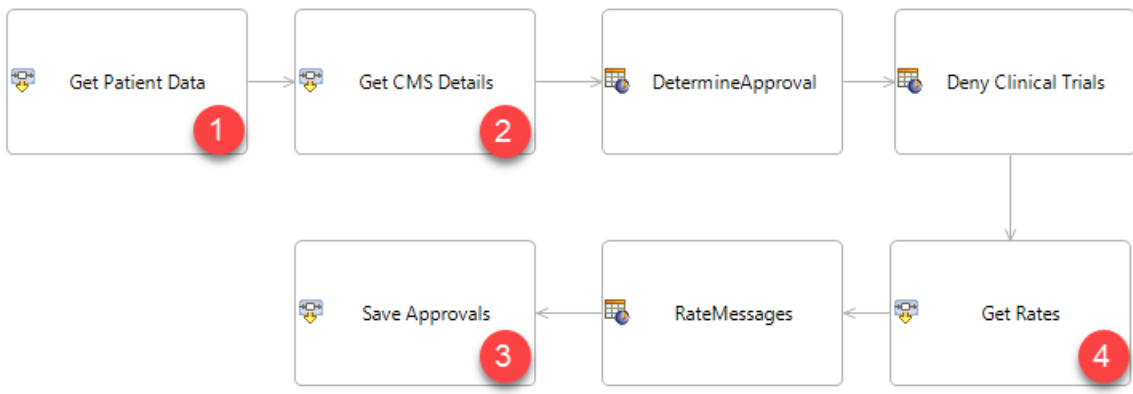 Get Patient Data
1
Get CMS Details
2
DetermineApproval
Deny Clinical Trials
Save Approvals
3
RateMessages
Get Rates
4